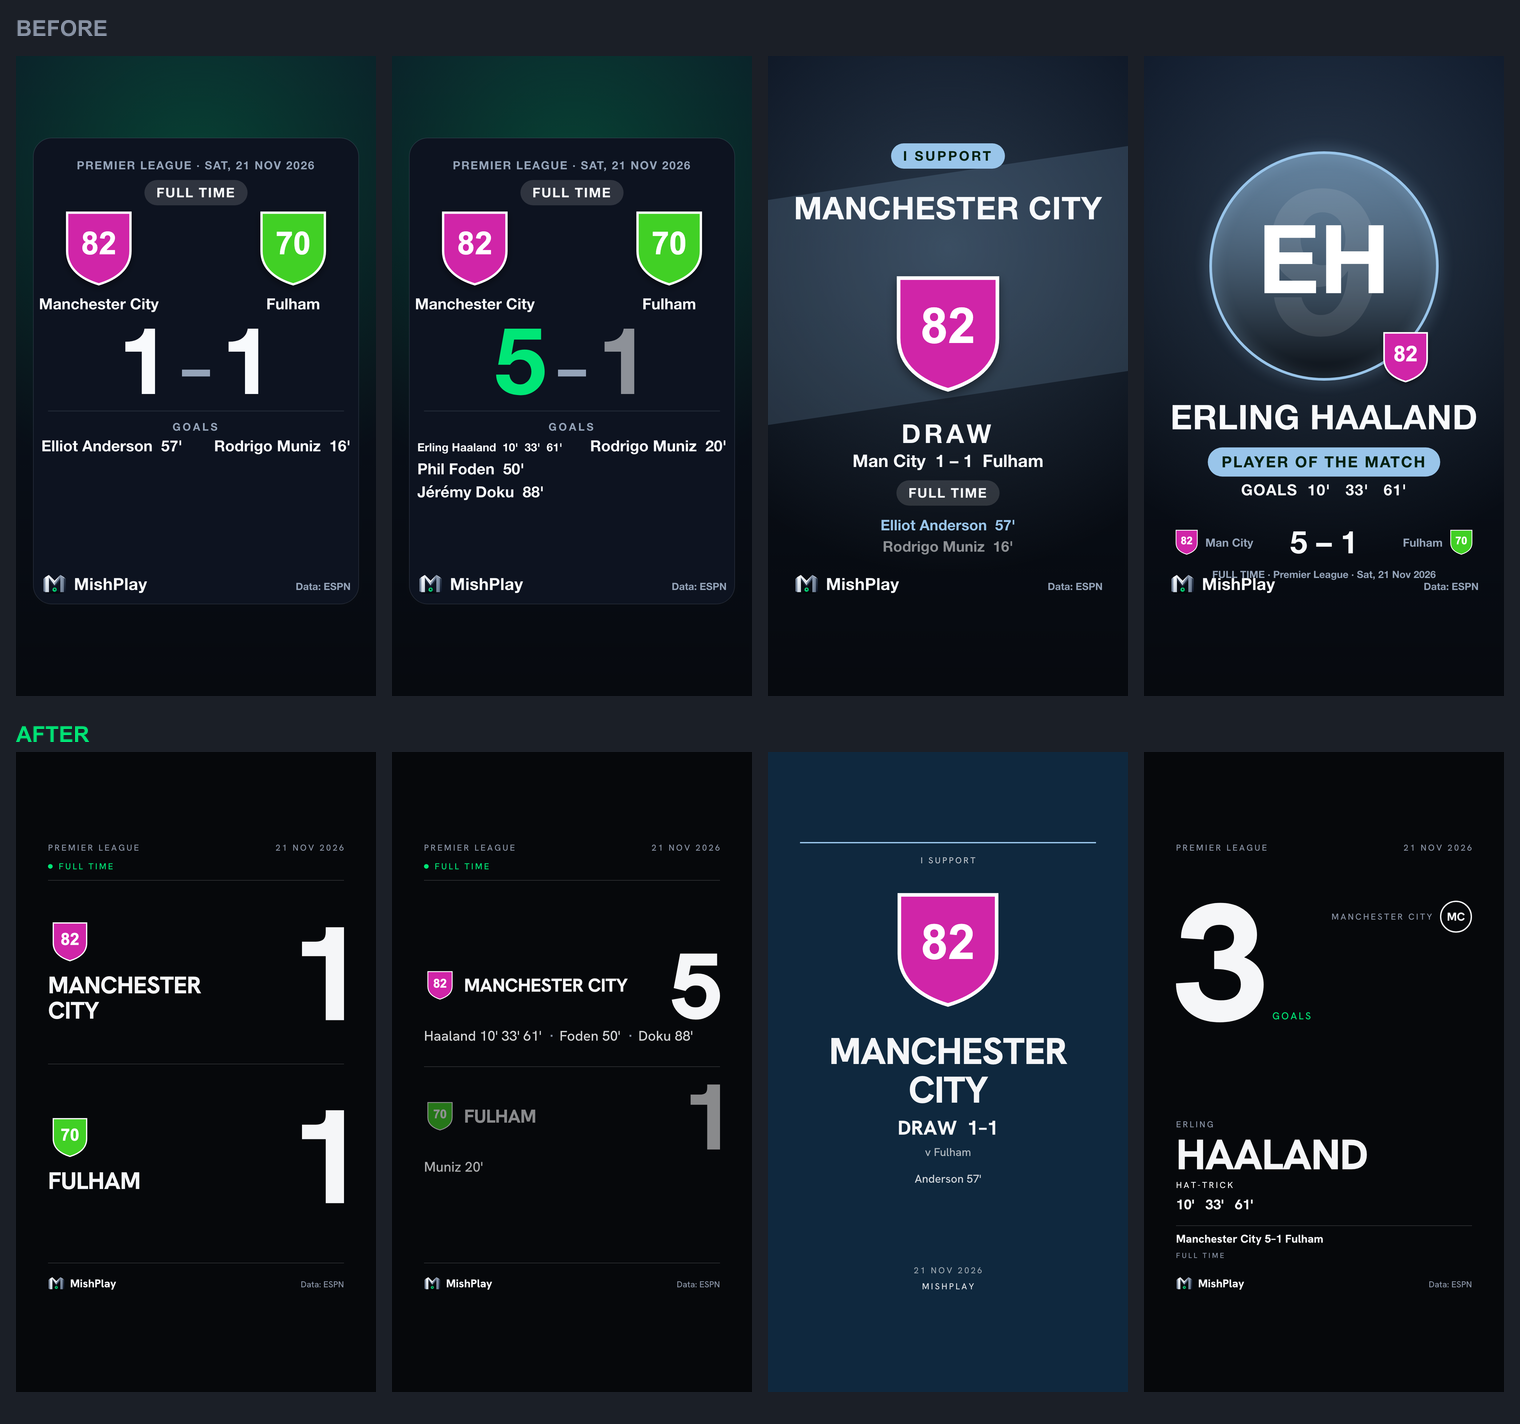 BEFORE
PREMIER LEAGUE · SAT, 21 NOV 2026
FULL TIME
82
70
Manchester City
Fulham
1 – 1
GOALS
Elliot Anderson 57'
Rodrigo Muniz 16'
MishPlay
Data: ESPN
PREMIER LEAGUE · SAT, 21 NOV 2026
FULL TIME
82
70
Manchester City
Fulham
5 – 1
GOALS
Erling Haaland 10' 33' 61'
Rodrigo Muniz 20'
Phil Foden 50'
Jérémy Doku 88'
MishPlay
Data: ESPN
I SUPPORT
MANCHESTER CITY
82
DRAW
Man City 1 – 1 Fulham
FULL TIME
Elliot Anderson 57'
Rodrigo Muniz 16'
MishPlay
Data: ESPN
9
EH
82
ERLING HAALAND
PLAYER OF THE MATCH
GOALS 10' 33' 61'
82
Man City
5 – 1
Fulham
70
FULL TIME · Premier League · Sat, 21 Nov 2026
MishPlay
Data: ESPN
AFTER
PREMIER LEAGUE
21 NOV 2026
FULL TIME
82
MANCHESTER
CITY
1
70
FULHAM
1
MishPlay
Data: ESPN
PREMIER LEAGUE
21 NOV 2026
FULL TIME
82
MANCHESTER CITY
5
Haaland 10' 33' 61' · Foden 50' · Doku 88'
70
FULHAM
1
Muniz 20'
MishPlay
Data: ESPN
I SUPPORT
82
MANCHESTER
CITY
DRAW 1–1
v Fulham
Anderson 57'
21 NOV 2026
MISHPLAY
PREMIER LEAGUE
21 NOV 2026
3
GOALS
MANCHESTER CITY
MC
ERLING
HAALAND
HAT-TRICK
10' 33' 61'
Manchester City 5–1 Fulham
FULL TIME
MishPlay
Data: ESPN